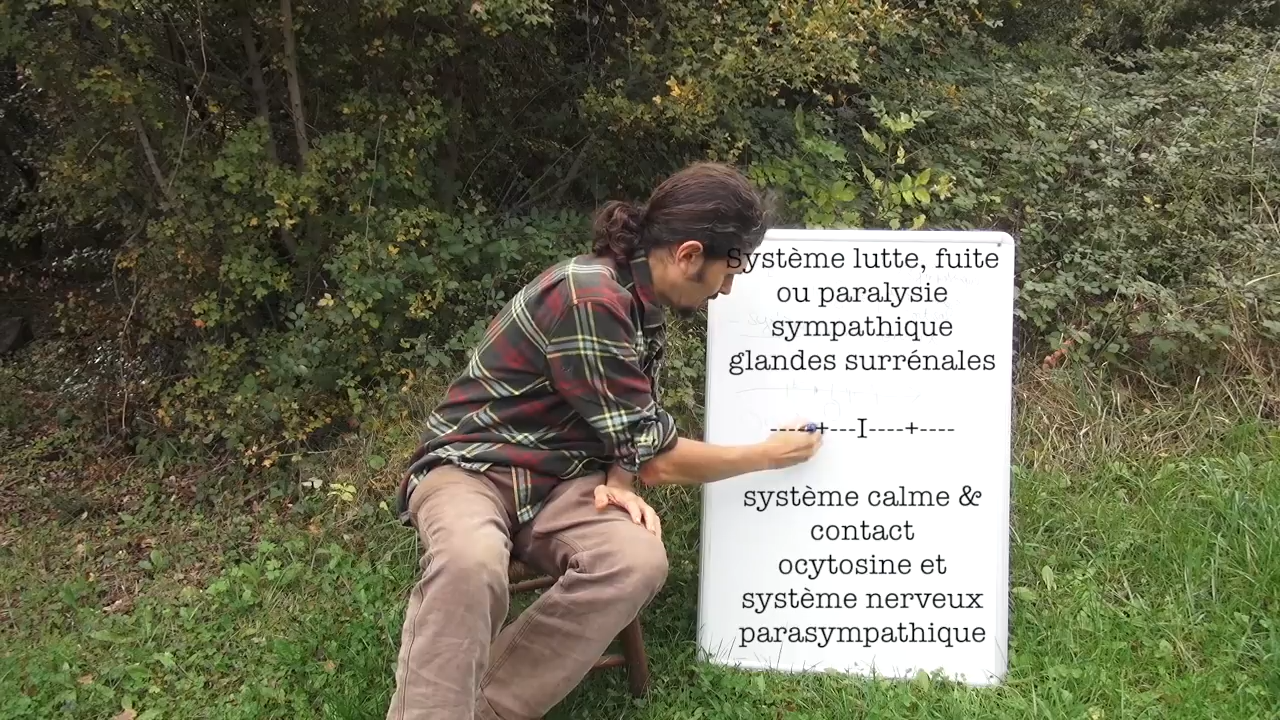 Système lutte, fuite
ou paralysie
sympathique
glandes surrénales
-----+---I----+----
système calme &
contact
ocytosine et
système nerveux
parasympathique